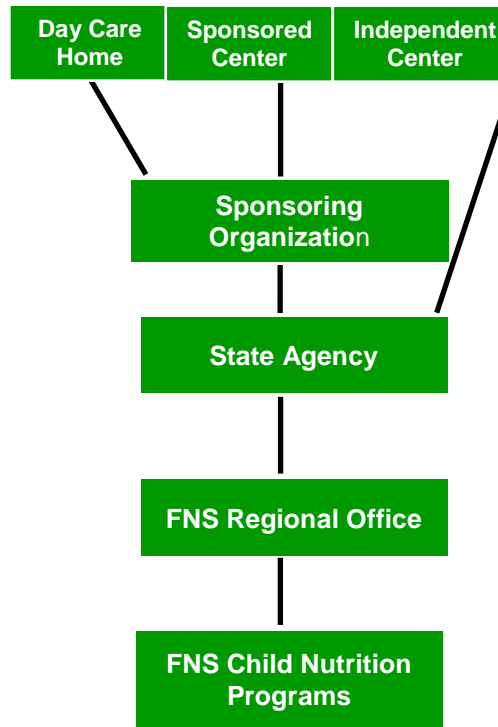 Day Care
Home
Sponsored
Center
Independent
Center
Sponsoring
Organization
State Agency
FNS Regional Office
FNS Child Nutrition
Programs